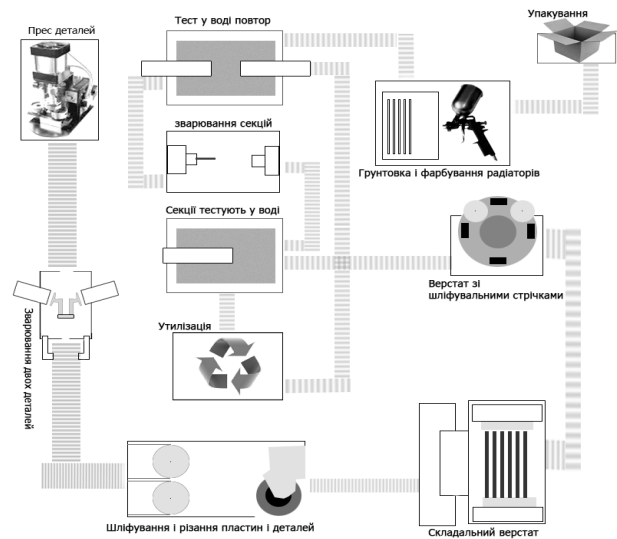 Упакування
Тест у воді повтор
Прес деталей
зварювання секцій
Грунтовка і фарбування радіаторів
Секції тестують у воді
Верстат зі
шліфувальними стрічками
Зварювання двох деталей
Утилізація
Шліфування і різання пластин і деталей
Складальний верстат